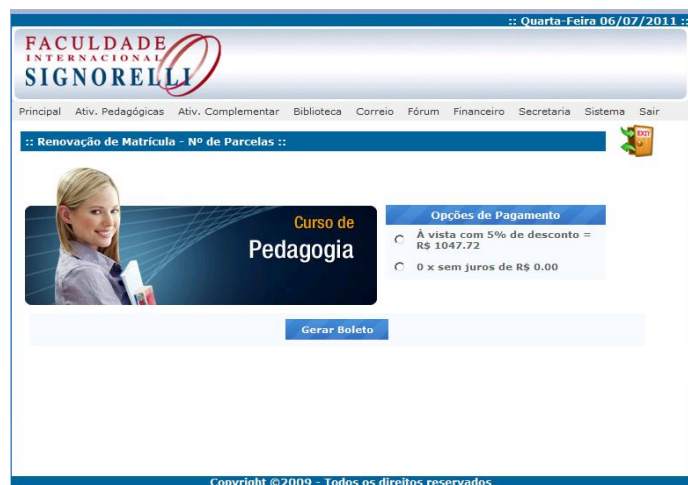 :: Quarta-Feira 06/07/2011 ::
FACULDADE
INTERNACIONAL
SIGNORELLI
Principal Ativ. Pedagógicas Ativ. Complementar Biblioteca Correio Fórum Financeiro Secretaria Sistema Sair
:: Renovação de Matrícula - Nº de Parcelas ::
EXIT
Curso de
Pedagogia
Opções de Pagamento
À vista com 5% de desconto =
R$ 1047.72
0 x sem juros de R$ 0.00
Gerar Boleto
Copyright ©2009 - Todos os direitos reservados